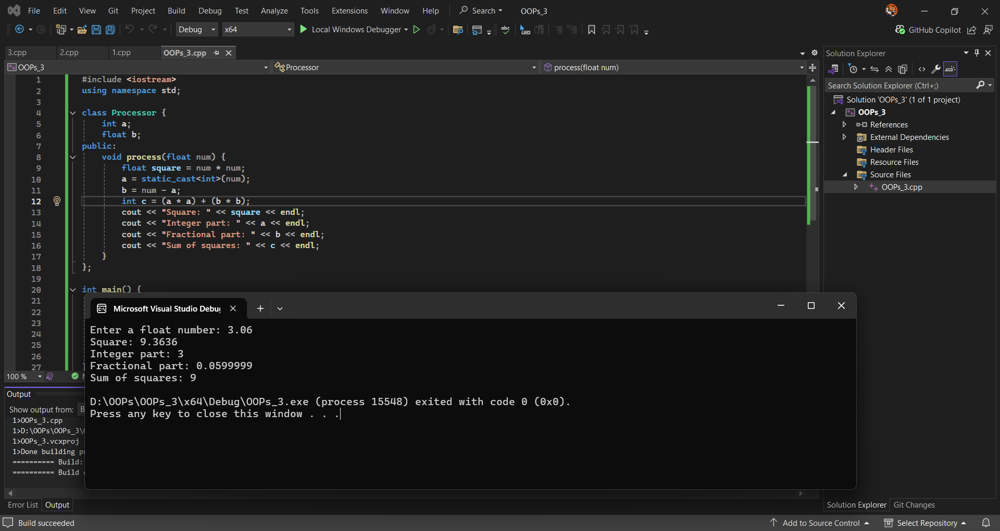 File Edit View Git Project Build Debug Test Analyze Tools Extensions Window Help Search OOPs_3
Debug x64 Local Windows Debugger GitHub Copilot
3.cpp 2.cpp 1.cpp OOPs_3.cpp
OOPs_3 Processor process(float num)
1 #include <iostream>
2 using namespace std;
3
4 class Processor {
5 int a;
6 float b;
7 public:
8 void process(float num) {
9 float square = num * num;
10 a = static_cast<int>(num);
11 b = num - a;
12 int c = (a * a) + (b * b);
13 cout << "Square: " << square << endl;
14 cout << "Integer part: " << a << endl;
15 cout << "Fractional part: " << b << endl;
16 cout << "Sum of squares: " << c << endl;
17 }
18 };
19
20 int main() {
21
22
23
24
25
26
27
100 %
Microsoft Visual Studio Debug
Enter a float number: 3.06
Square: 9.3636
Integer part: 3
Fractional part: 0.0599999
Sum of squares: 9
D:\OOPs\OOPs_3\x64\Debug\OOPs_3.exe (process 15548) exited with code 0 (0x0).
Press any key to close this window . . .
Output
Show output from: B
1>OOPs_3.cpp
1>D:\OOPs\OOPs_3\
1>OOPs_3.vcxproj
1>Done building
========== Build:
========== Build
Error List Output
Solution Explorer
Search Solution Explorer (Ctrl+;)
Solution 'OOPs_3' (1 of 1 project)
OOPs_3
References
External Dependencies
Header Files
Resource Files
Source Files
OOPs_3.cpp
Solution Explorer Git Changes
Build succeeded Add to Source Control Select Repository